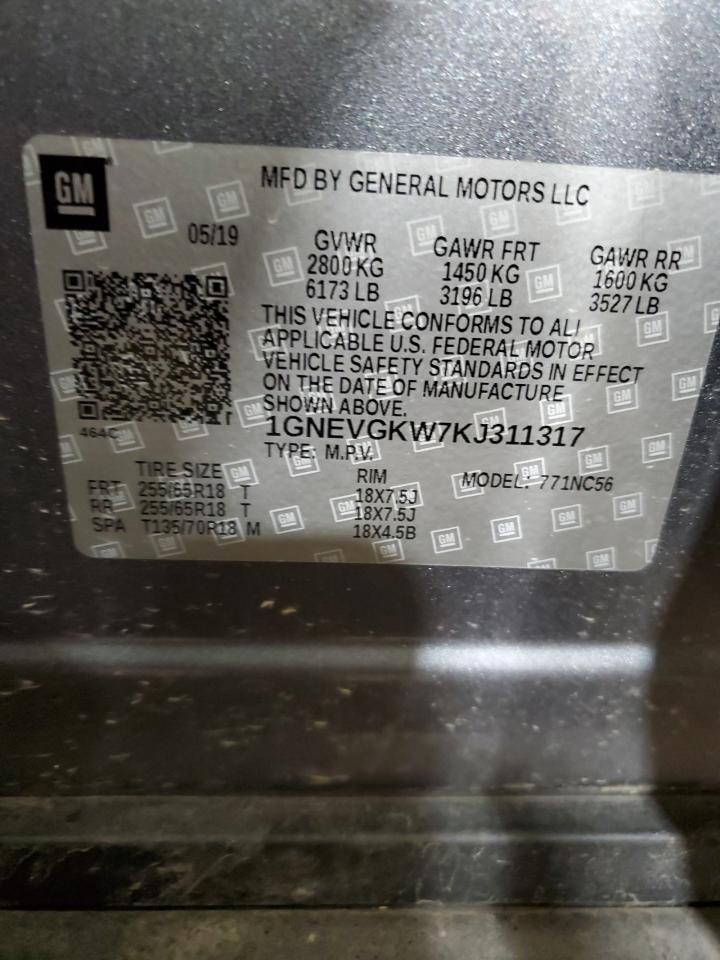 GM
MFD BY GENERAL MOTORS LLC
05/19
GVWR GAWR FRT GAWR RR
2800 KG 1450 KG 1600 KG
6173 LB 3196 LB 3527 LB
THIS VEHICLE CONFORMS TO ALL
APPLICABLE U.S. FEDERAL MOTOR
VEHICLE SAFETY STANDARDS IN EFFECT
ON THE DATE OF MANUFACTURE
SHOWN ABOVE.
464C
1GNEVGKW7KJ311317
TYPE: M.P.V.
TIRE SIZE RIM MODEL: 771NC56
FRT 255/65R18 T 18X7.5J
RR 255/65R18 T 18X7.5J
SPA T135/70R18 M 18X4.5B